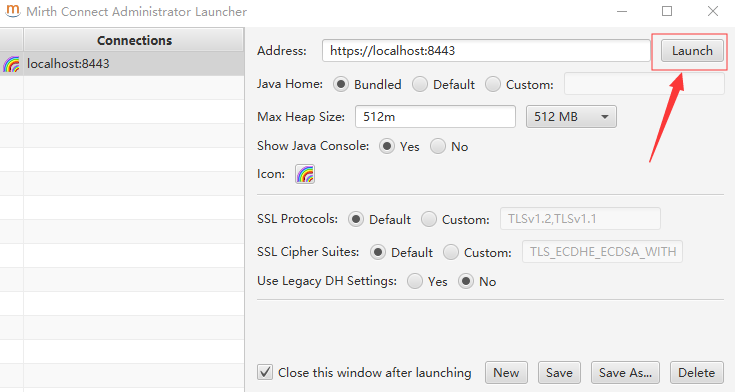 Mirth Connect Administrator Launcher
Connections
localhost:8443
Address: https://localhost:8443 Launch
Java Home: Bundled Default Custom:
Max Heap Size: 512m 512 MB
Show Java Console: Yes No
Icon:
SSL Protocols: Default Custom: TLSv1.2,TLSv1.1
SSL Cipher Suites: Default Custom: TLS_ECDHE_ECDSA_WITH
Use Legacy DH Settings: Yes No
Close this window after launching New Save Save As... Delete